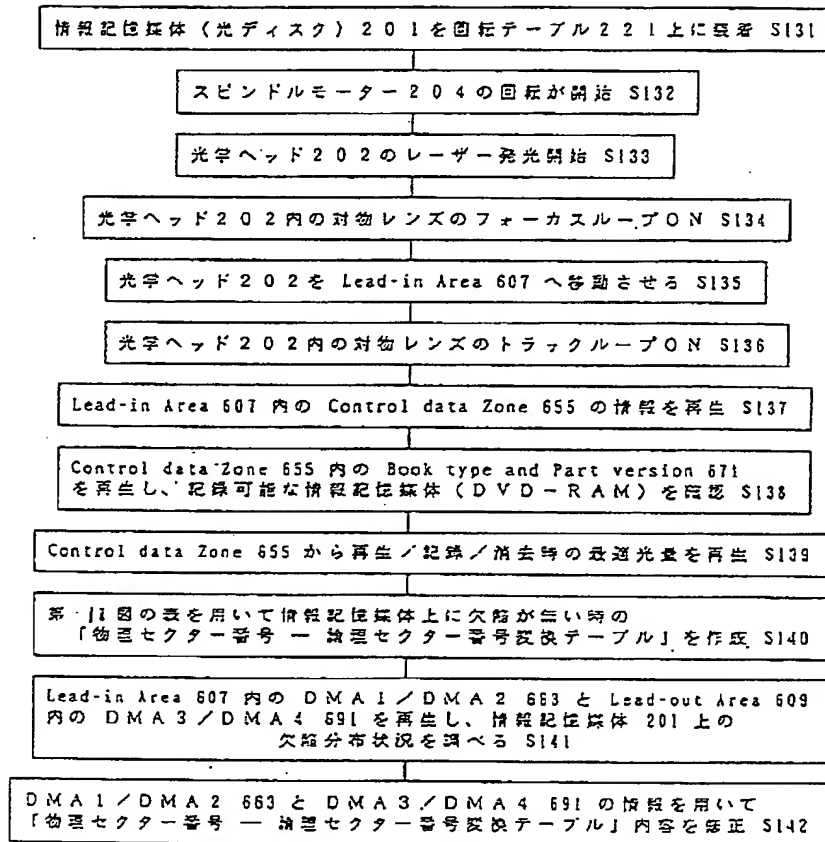 情報記憶媒体（光ディスク）２０１を回転テーブル２２１上に装着 S131
スピンドルモーター２０４の回転が開始 S132
光学ヘッド２０２のレーザー発光開始 S133
光学ヘッド２０２内の対物レンズのフォーカスループＯＮ S134
光学ヘッド２０２を Lead-in Area 607 へ移動させる S135
光学ヘッド２０２内の対物レンズのトラックループＯＮ S136
Lead-in Area 607 内の Control data Zone 655 の情報を再生 S137
Control data Zone 655 内の Book type and Part version 671
を再生し、記録可能な情報記憶媒体（ＤＶＤ－ＲＡＭ）を確認 S138
Control data Zone 655 から再生／記録／消去時の最適光量を再生 S139
第 11 図の表を用いて情報記憶媒体上に欠陥が無い時の
「物理セクター番号 ― 論理セクター番号変換テーブル」を作成 S140
Lead-in Area 607 内の ＤＭＡ１／ＤＭＡ２ 663 と Lead-out Area 609
内の ＤＭＡ３／ＤＭＡ４ 691 を再生し、情報記憶媒体 201 上の
欠陥分布状況を調べる S141
ＤＭＡ１／ＤＭＡ２ 663 と ＤＭＡ３／ＤＭＡ４ 691 の情報を用いて
「物理セクター番号 ― 論理セクター番号変換テーブル」内容を修正 S142